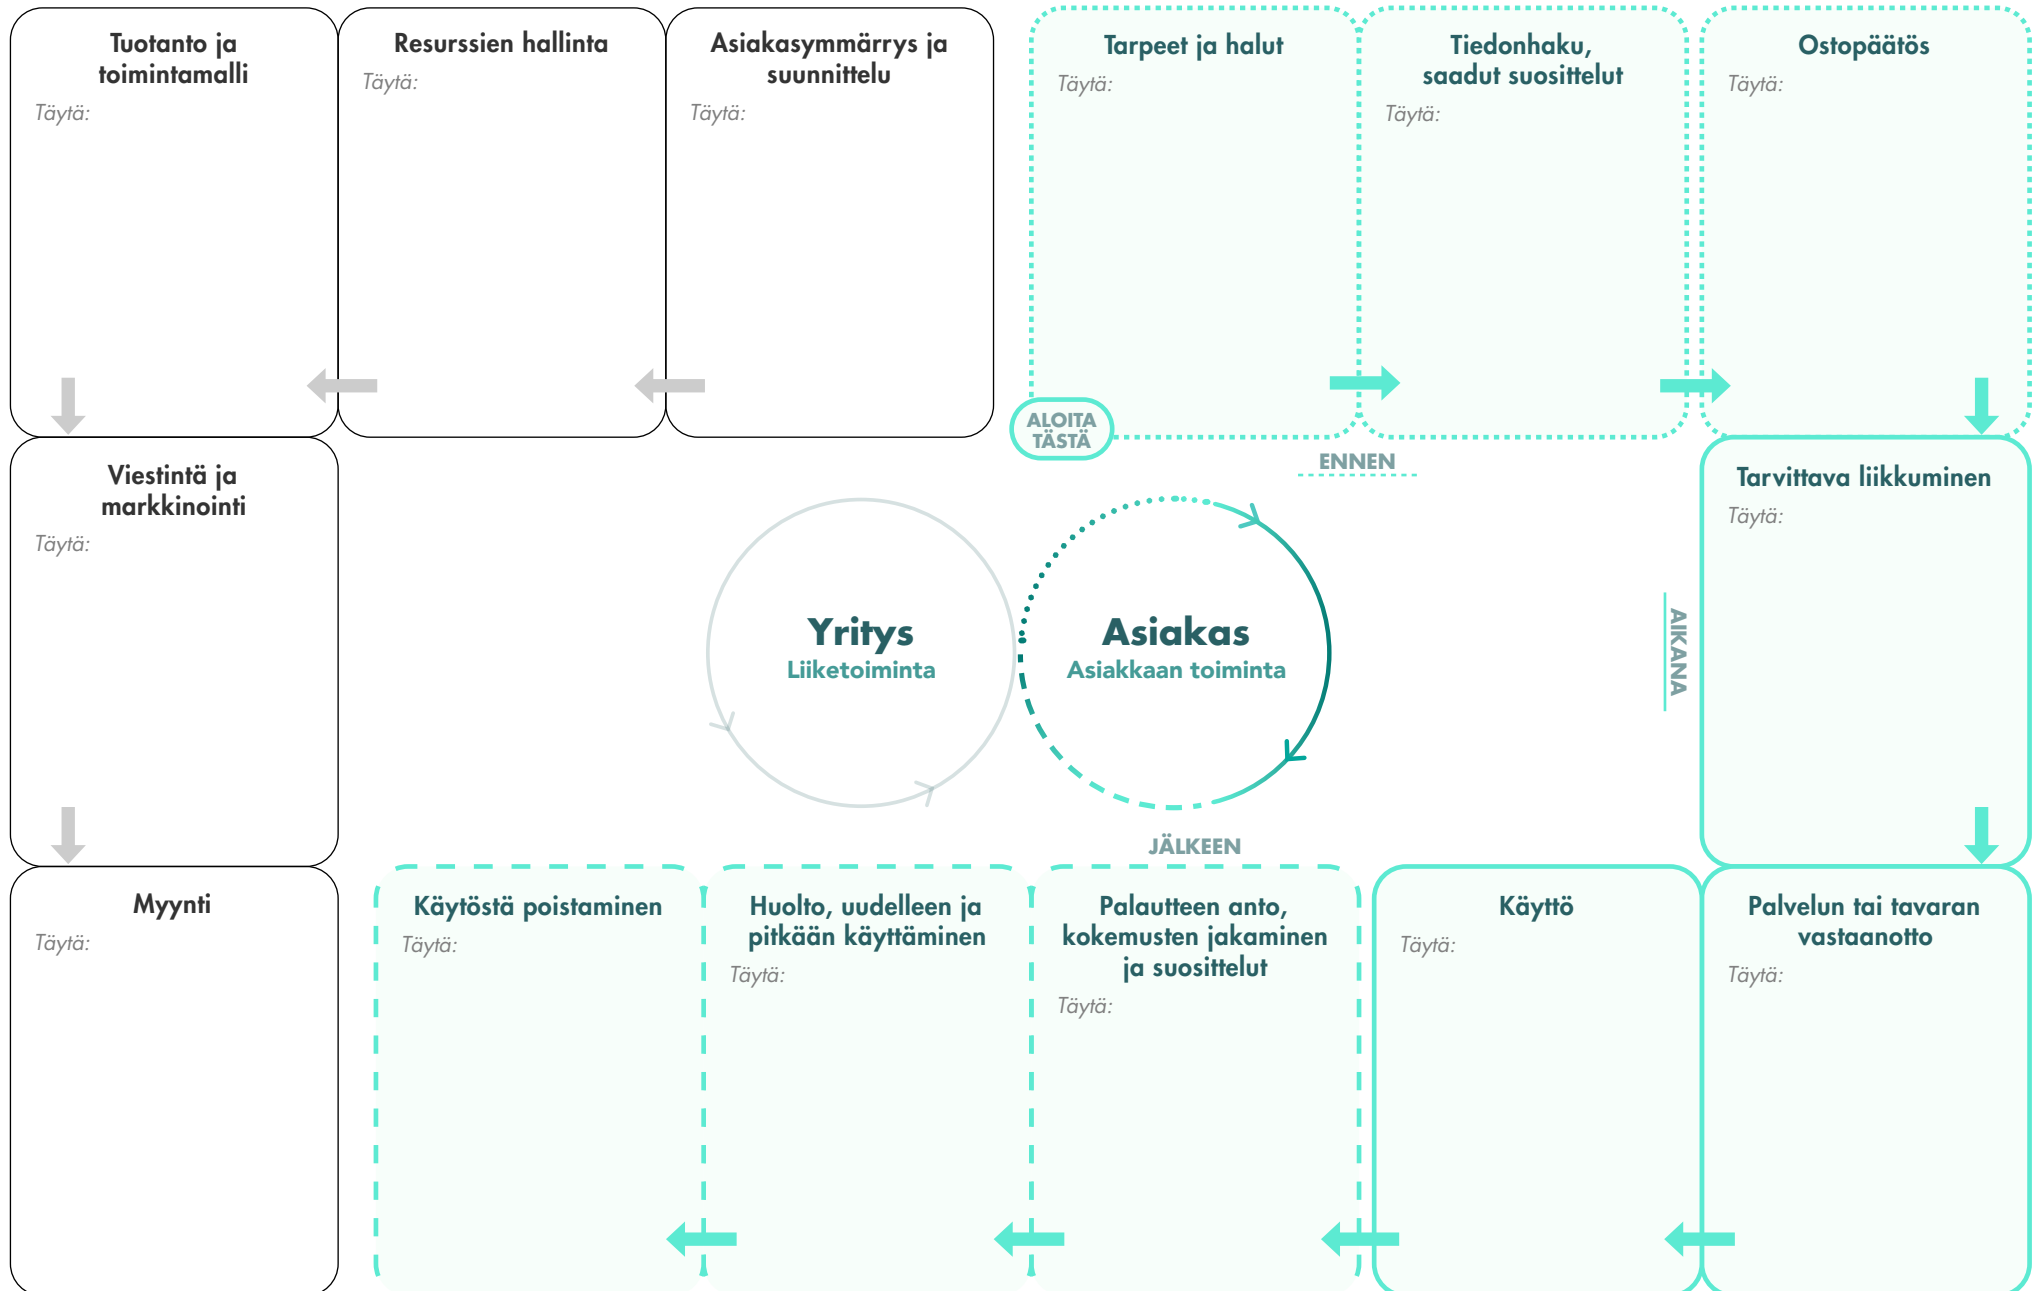 Tuotanto ja
toimintamalli
Täytä:
Resurssien hallinta
Täytä:
Asiakasymmärrys ja
suunnittelu
Täytä:
Tarpeet ja halut
Täytä:
Tiedonhaku,
saadut suosittelut
Täytä:
Ostopäätös
Täytä:
ALOITA
TÄSTÄ
ENNEN
Viestintä ja
markkinointi
Täytä:
Yritys
Liiketoiminta
Asiakas
Asiakkaan toiminta
AIKANA
Tarvittava liikkuminen
Täytä:
JÄLKEEN
Myynti
Täytä:
Käytöstä poistaminen
Täytä:
Huolto, uudelleen ja
pitkään käyttäminen
Täytä:
Palautteen anto,
kokemusten jakaminen
ja suosittelut
Täytä:
Käyttö
Täytä:
Palvelun tai tavaran
vastaanotto
Täytä: